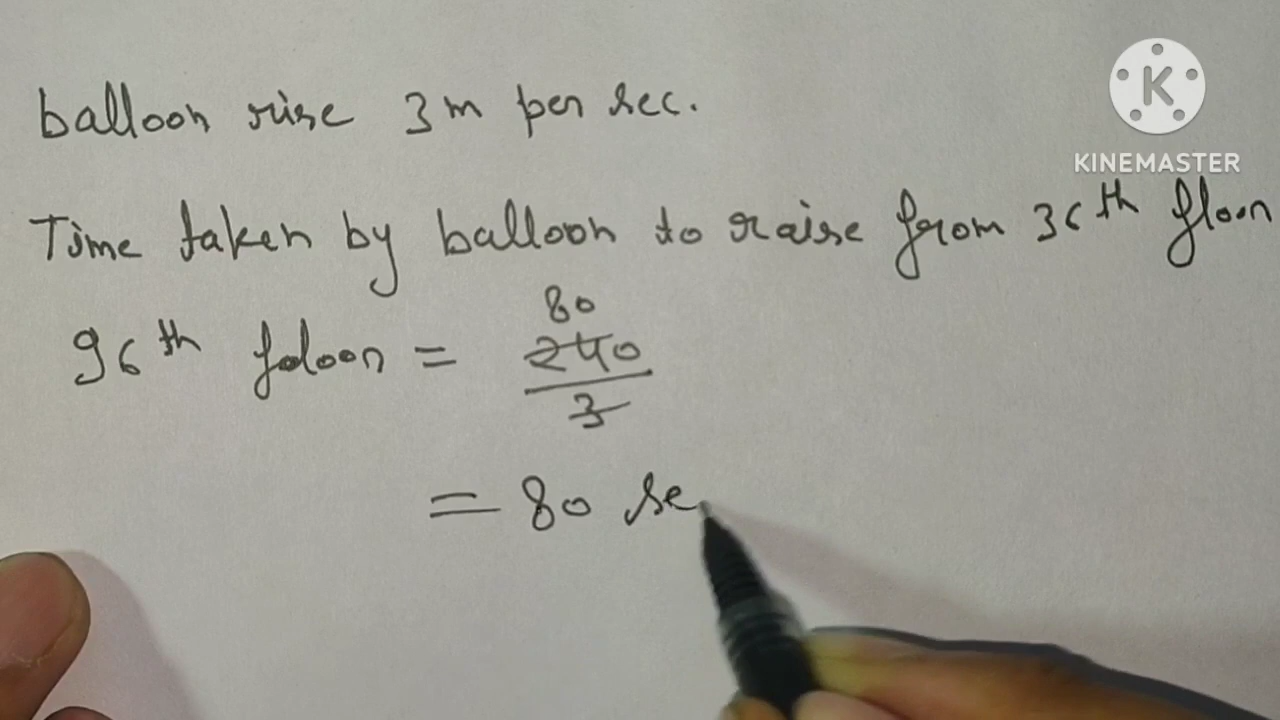 balloon rise 3m per sec.
K
KINEMASTER
Time taken by balloon to raise from 36th floor
96th floor = 80
240
3
= 80 se